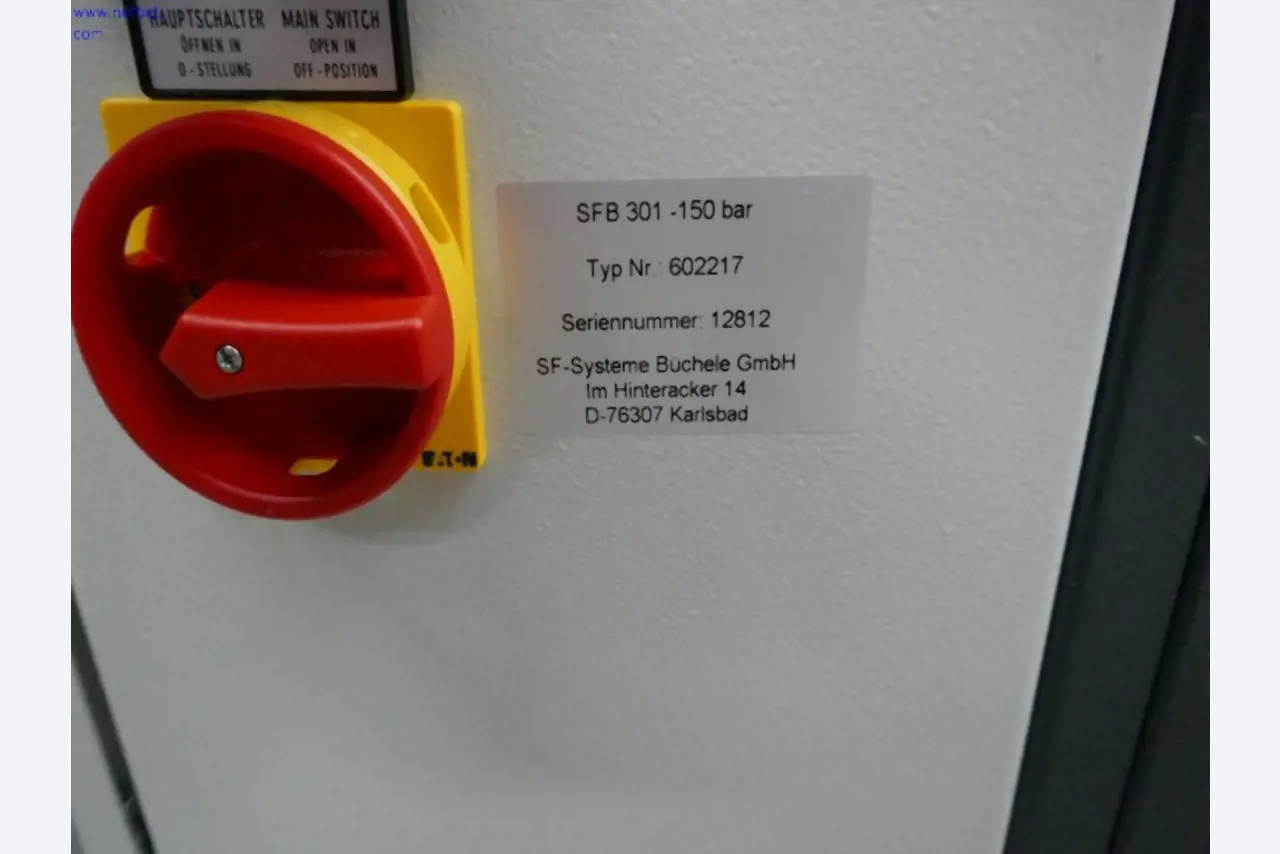 HAUPTSCHALTER MAIN SWITCH
ÖFFNEN IN OPEN IN
0-STELLUNG OFF-POSITION
SFB 301 -150 bar
Typ Nr.: 602217
Seriennummer: 12812
SF-Systeme Büchele GmbH
Im Hinteracker 14
D-76307 Karlsbad
EATON